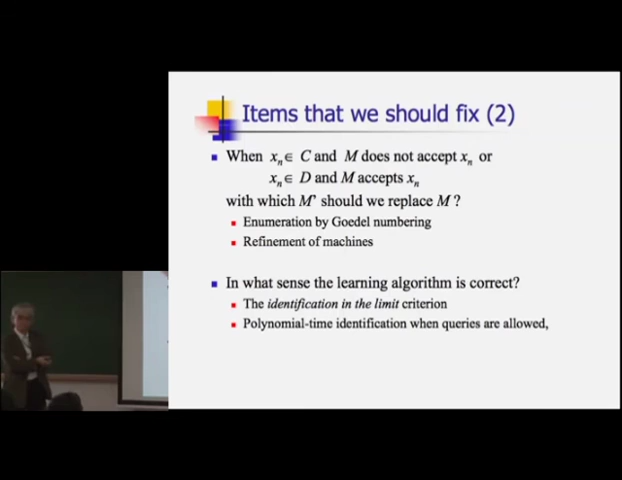 Items that we should fix (2)
When xₙ∈ C and M does not accept xₙ or
xₙ∈ D and M accepts xₙ
with which M' should we replace M ?
Enumeration by Goedel numbering
Refinement of machines
In what sense the learning algorithm is correct?
The identification in the limit criterion
Polynomial-time identification when queries are allowed,